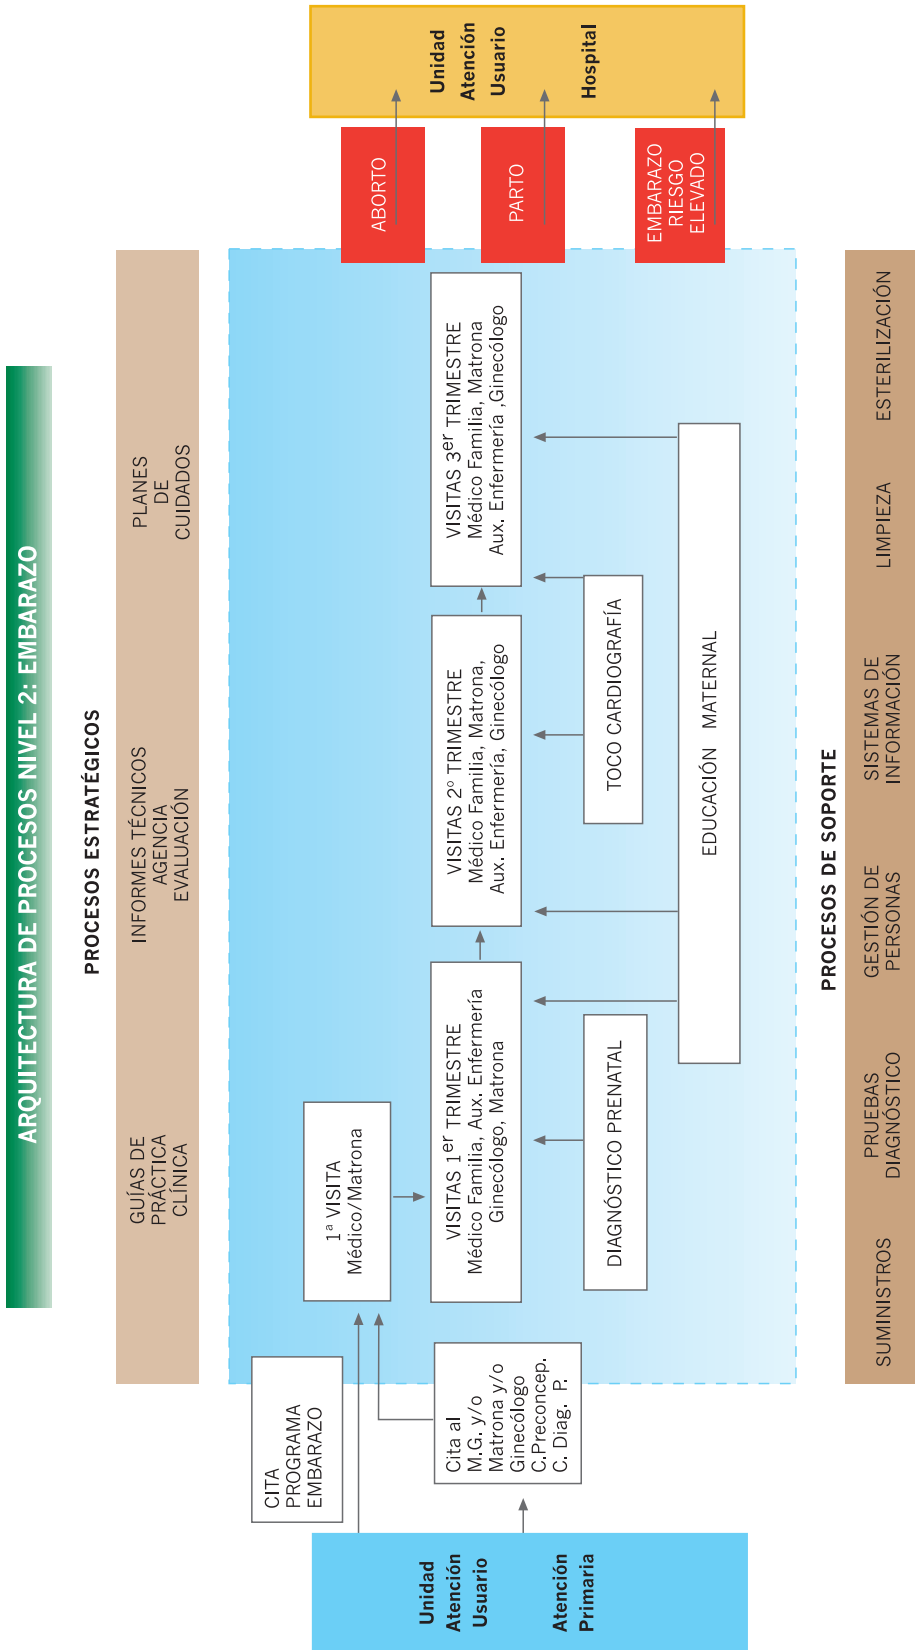 ARQUITECTURA DE PROCESOS NIVEL 2: EMBARAZO
PROCESOS ESTRATÉGICOS
GUÍAS DE
PRÁCTICA
CLÍNICA
INFORMES TÉCNICOS
AGENCIA
EVALUACIÓN
PLANES
DE
CUIDADOS
Unidad
Atención
Usuario
Atención
Primaria
CITA
PROGRAMA
EMBARAZO
Cita al
M.G. y/o
Matrona y/o
Ginecólogo
C.Preconcep.
C. Diag. P.
1ª VISITA
Médico/Matrona
VISITAS 1er TRIMESTRE
Médico Familia, Aux. Enfermería
Ginecólogo, Matrona
VISITAS 2º TRIMESTRE
Médico Familia, Matrona,
Aux. Enfermería, Ginecólogo
VISITAS 3er TRIMESTRE
Médico Familia, Matrona
Aux. Enfermería ,Ginecólogo
DIAGNÓSTICO PRENATAL
TOCO CARDIOGRAFÍA
EDUCACIÓN MATERNAL
ABORTO
PARTO
EMBARAZO
RIESGO
ELEVADO
Unidad
Atención
Usuario
Hospital
PROCESOS DE SOPORTE
SUMINISTROS
PRUEBAS
DIAGNÓSTICO
GESTIÓN DE
PERSONAS
SISTEMAS DE
INFORMACIÓN
LIMPIEZA
ESTERILIZACIÓN